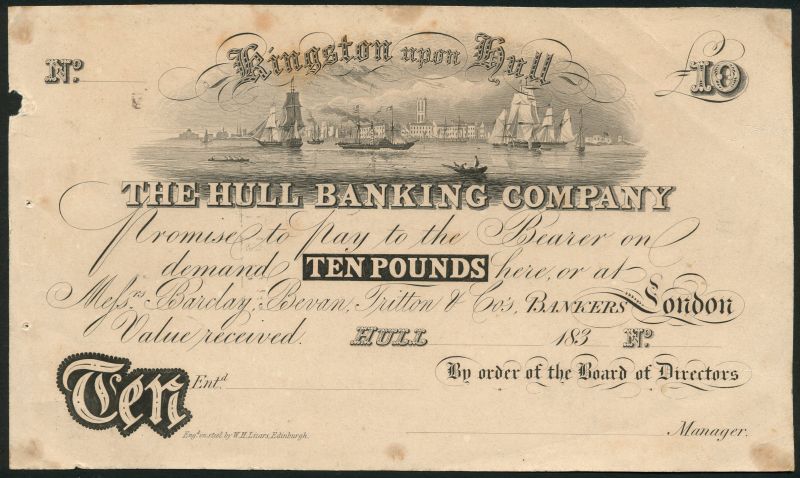 Kingston upon Hull
No. £10
THE HULL BANKING COMPANY
Promise to pay to the Bearer on
demand TEN POUNDS here, or at
Messrs Barclay, Bevan, Tritton & Co's, BANKERS London
Value received. HULL 183 No.
Ten Entd By order of the Board of Directors
Engd. on steel by W.H. Lizars, Edinburgh. Manager.